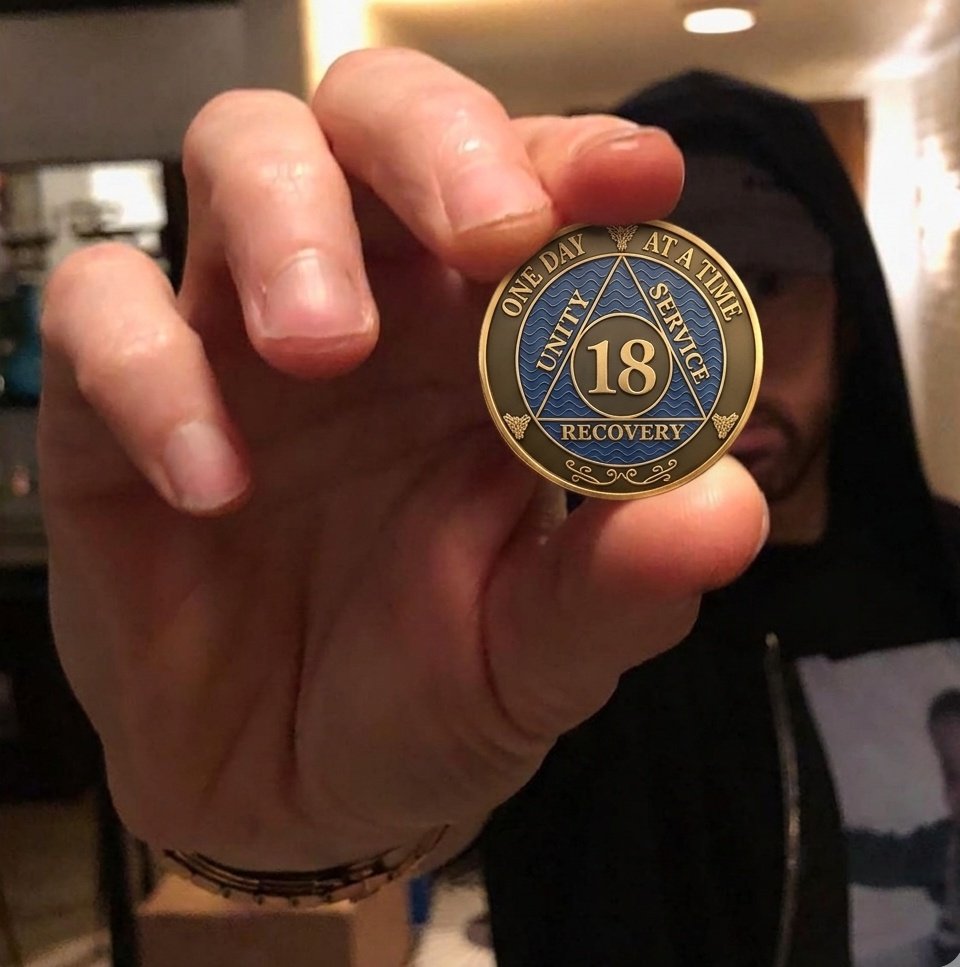 ONE DAY AT A TIME
UNITY
SERVICE
18
RECOVERY